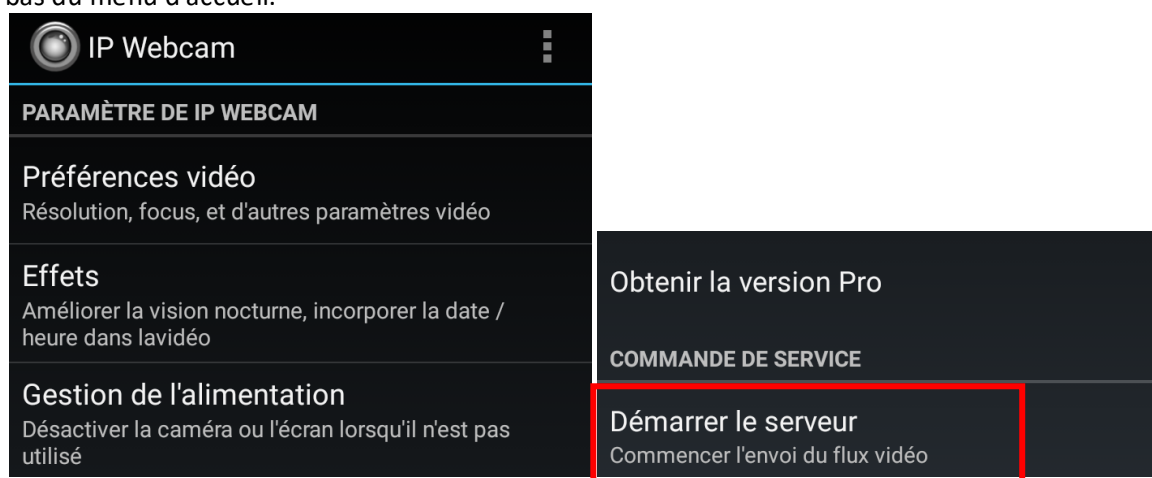 bas du menu d'accueil.
IP Webcam
PARAMÈTRE DE IP WEBCAM
Préférences vidéo
Résolution, focus, et d'autres paramètres vidéo
Effets
Améliorer la vision nocturne, incorporer la date /
heure dans lavidéo
Gestion de l'alimentation
Désactiver la caméra ou l'écran lorsqu'il n'est pas
utilisé
Obtenir la version Pro
COMMANDE DE SERVICE
Démarrer le serveur
Commencer l'envoi du flux vidéo